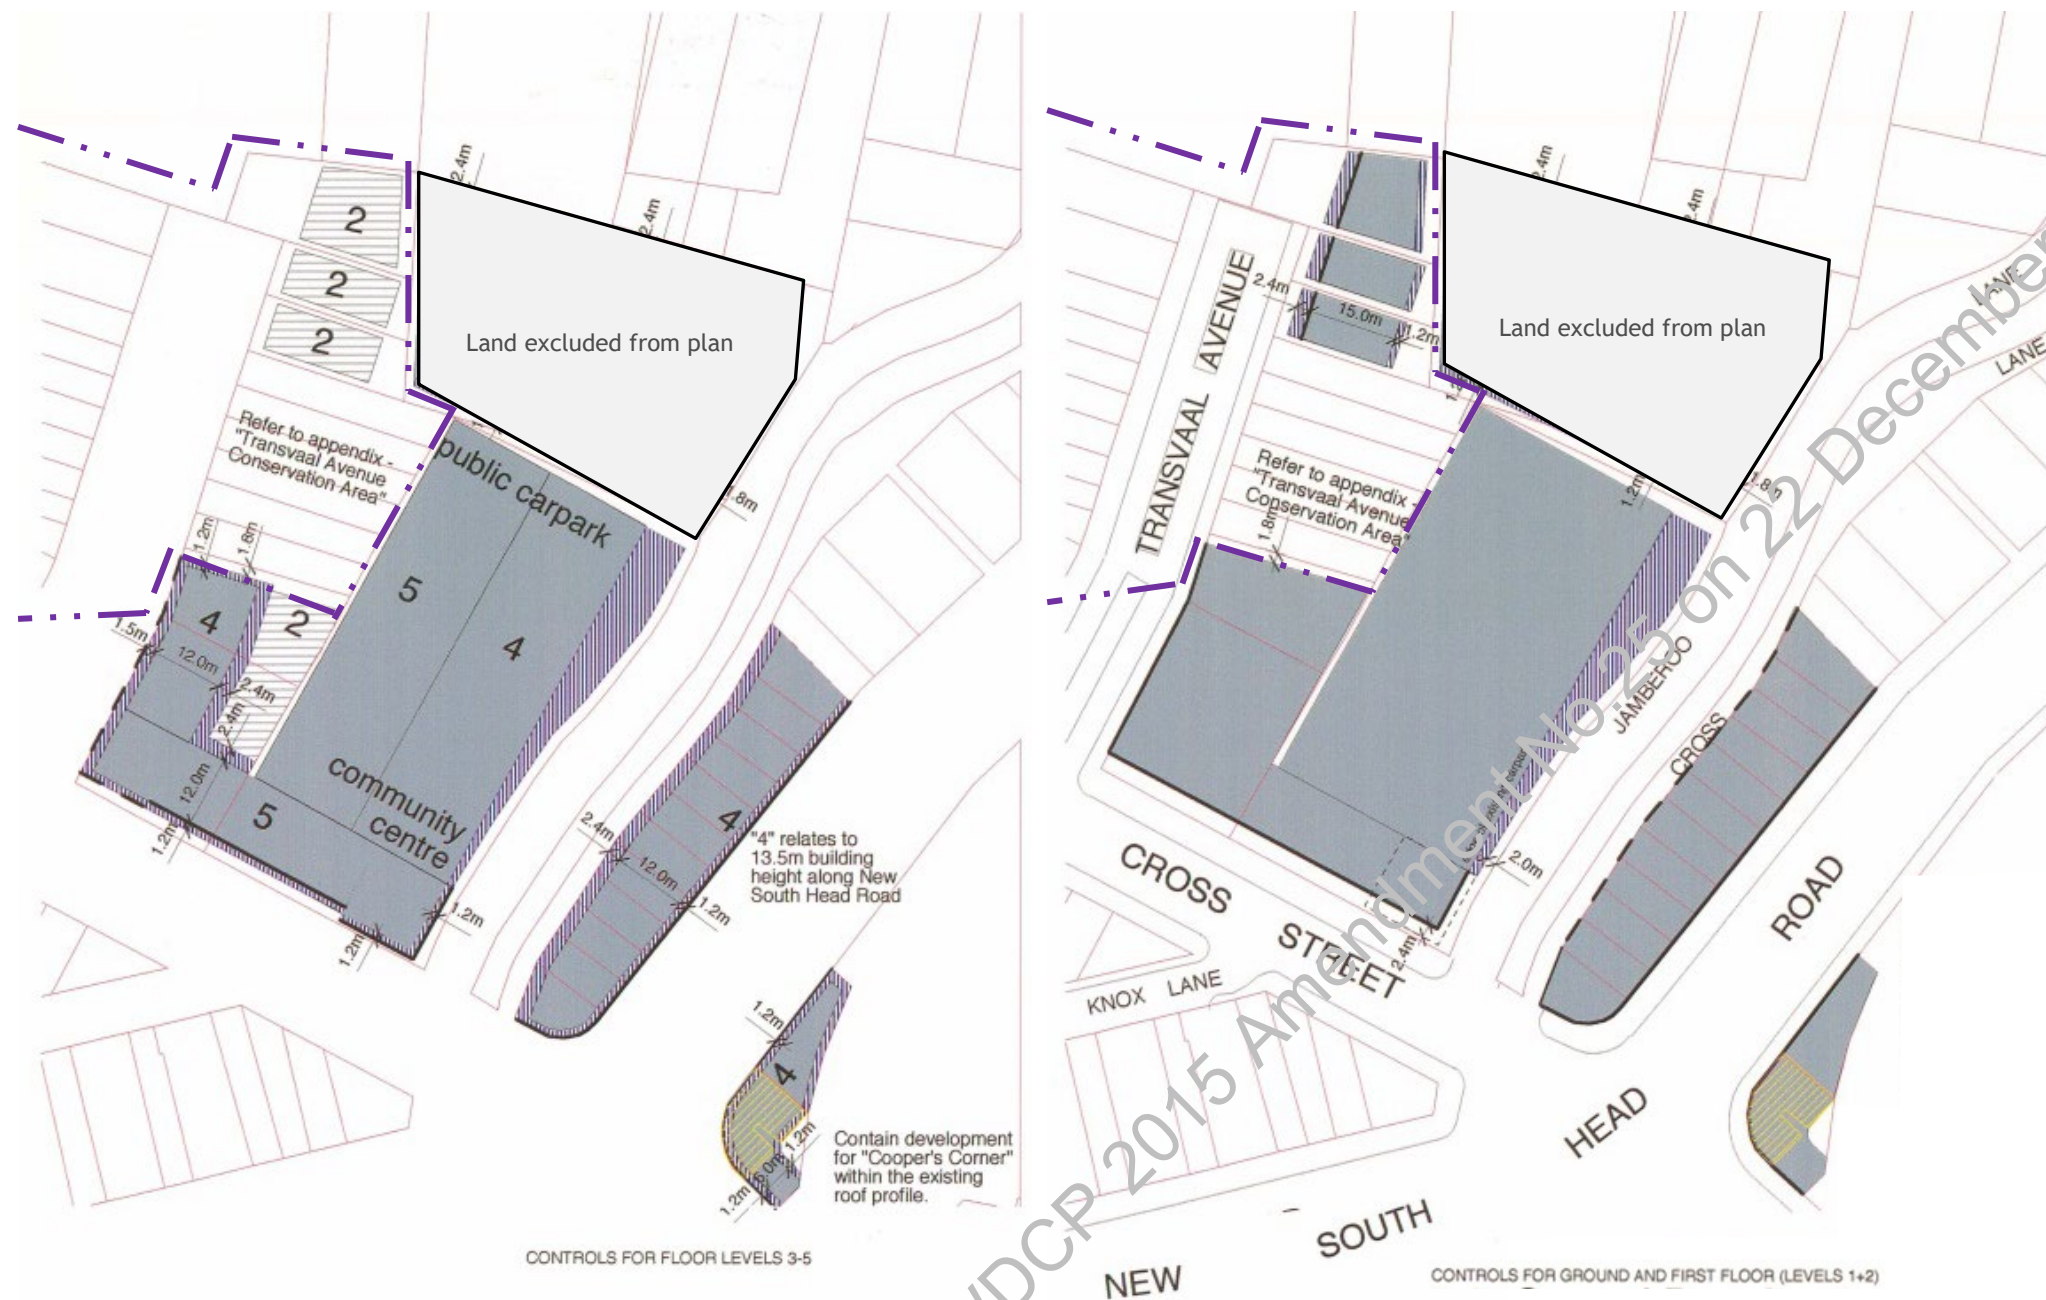 2.4m
2.4m
2
2
2
Land excluded from plan
Refer to appendix -
"Transvaal Avenue
Conservation Area"
public carpark
1.8m
1.2m
1.8m
5
4
4
2
1.5m
12.0m
2.4m
2.4m
12.0m
1.2m
5
community
centre
1.2m
1.2m
2.4m
12.0m
1.2m
4
"4" relates to
13.5m building
height along New
South Head Road
1.2m
4
1.2m
6.0m
1.2m
Contain development
for "Cooper's Corner"
within the existing
roof profile.
CONTROLS FOR FLOOR LEVELS 3-5
2.4m
2.4m
Land excluded from plan
TRANSVAAL AVENUE
2.4m
15.0m
1.2m
LANE
LANE
Refer to appendix -
"Transvaal Avenue
Conservation Area"
1.8m
1.2m
1.8m
JAMBEROO
CROSS
2.0m
2.4m
CROSS STREET
KNOX LANE
NEW SOUTH HEAD ROAD
CONTROLS FOR GROUND AND FIRST FLOOR (LEVELS 1+2)
DCP 2015 Amendment No.25 on 22 December